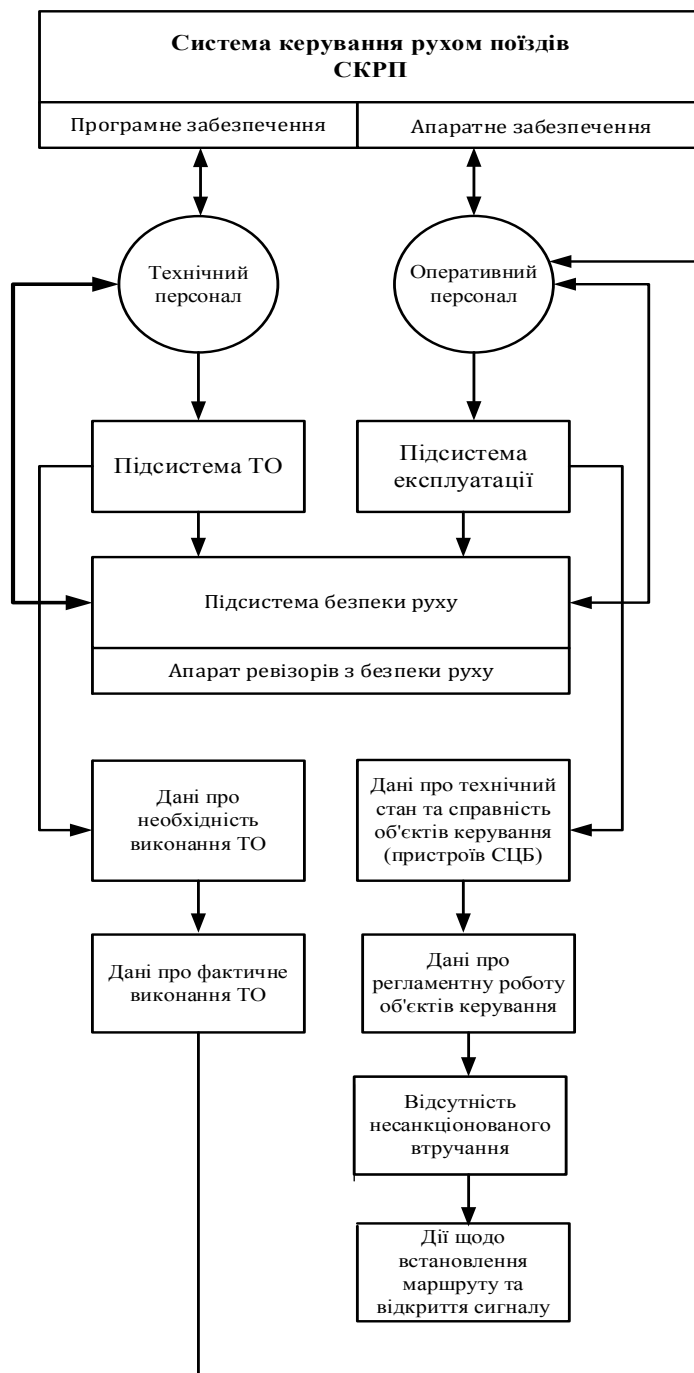 Система керування рухом поїздів
СКРП
Програмне забезпечення
Апаратне забезпечення
Технічний
персонал
Оперативний
персонал
Підсистема ТО
Підсистема
експлуатації
Підсистема безпеки руху
Апарат ревізорів з безпеки руху
Дані про
необхідність
виконання ТО
Дані про технічний
стан та справність
об'єктів керування
(пристроїв СЦБ)
Дані про фактичне
виконання ТО
Дані про
регламентну роботу
об'єктів керування
Відсутність
несанкціонованого
втручання
Дії щодо
встановлення
маршруту та
відкриття сигналу